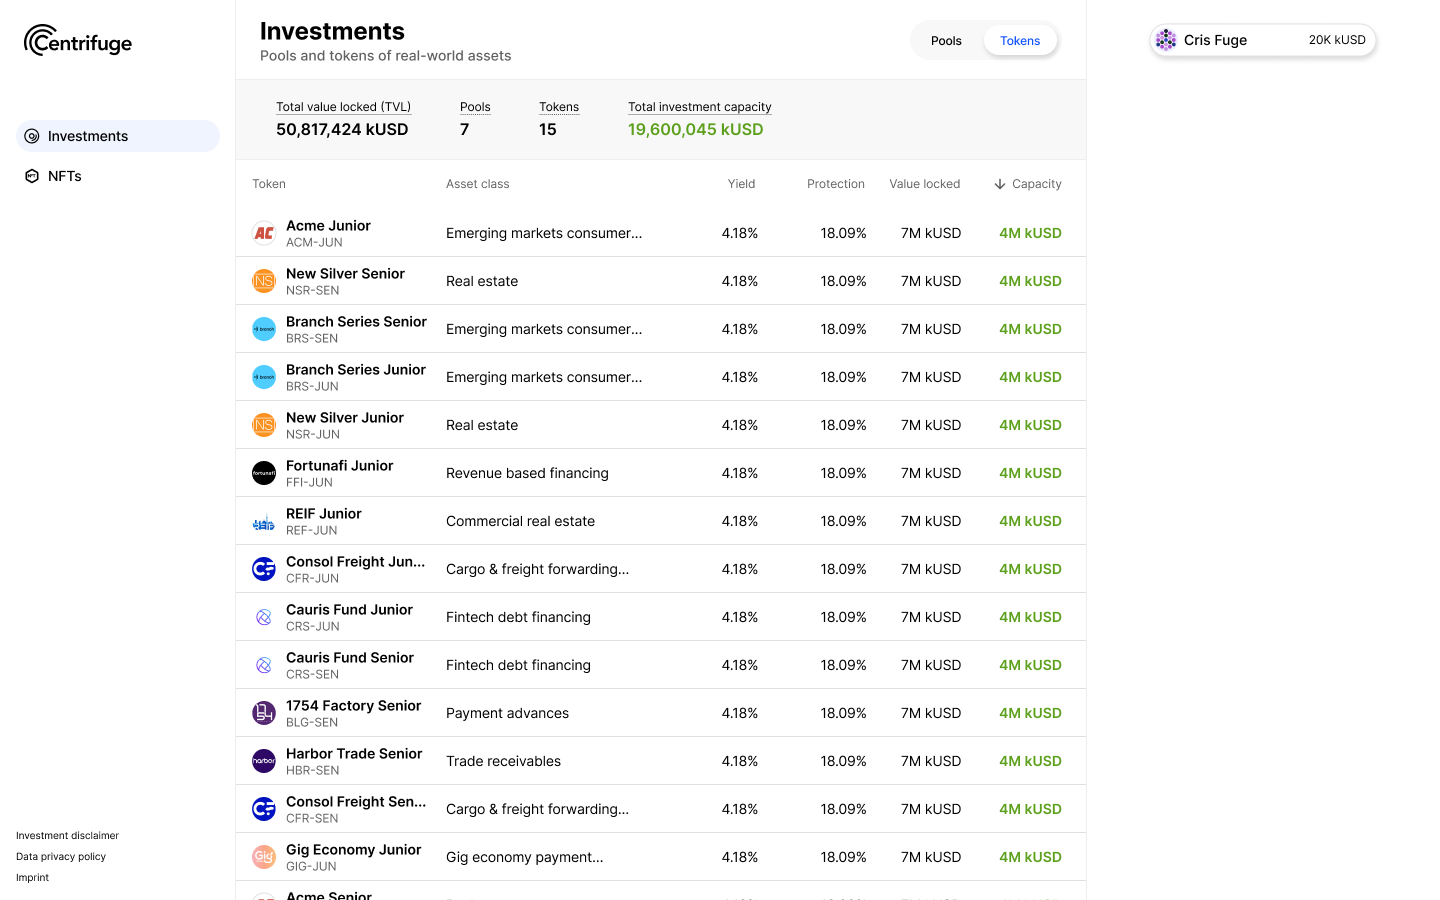 Centrifuge
Investments
NFTs
Investment disclaimer
Data privacy policy
Imprint
Investments
Pools and tokens of real-world assets
Pools Tokens
Total value locked (TVL) Pools Tokens Total investment capacity
50,817,424 kUSD 7 15 19,600,045 kUSD
Token Asset class Yield Protection Value locked Capacity
AC Acme Junior Emerging markets consumer... 4.18% 18.09% 7M kUSD 4M kUSD
ACM-JUN
NS New Silver Senior Real estate 4.18% 18.09% 7M kUSD 4M kUSD
NSR-SEN
branch Branch Series Senior Emerging markets consumer... 4.18% 18.09% 7M kUSD 4M kUSD
BRS-SEN
branch Branch Series Junior Emerging markets consumer... 4.18% 18.09% 7M kUSD 4M kUSD
BRS-JUN
NS New Silver Junior Real estate 4.18% 18.09% 7M kUSD 4M kUSD
NSR-JUN
fortunafi Fortunafi Junior Revenue based financing 4.18% 18.09% 7M kUSD 4M kUSD
FFI-JUN
REIF Junior Commercial real estate 4.18% 18.09% 7M kUSD 4M kUSD
REF-JUN
CF Consol Freight Jun... Cargo & freight forwarding... 4.18% 18.09% 7M kUSD 4M kUSD
CFR-JUN
Cauris Fund Junior Fintech debt financing 4.18% 18.09% 7M kUSD 4M kUSD
CRS-JUN
Cauris Fund Senior Fintech debt financing 4.18% 18.09% 7M kUSD 4M kUSD
CRS-SEN
1754 1754 Factory Senior Payment advances 4.18% 18.09% 7M kUSD 4M kUSD
BLG-SEN
harbor Harbor Trade Senior Trade receivables 4.18% 18.09% 7M kUSD 4M kUSD
HBR-SEN
CF Consol Freight Sen... Cargo & freight forwarding... 4.18% 18.09% 7M kUSD 4M kUSD
CFR-SEN
Gig Gig Economy Junior Gig economy payment... 4.18% 18.09% 7M kUSD 4M kUSD
GIG-JUN
Acme Senior
Cris Fuge 20K kUSD